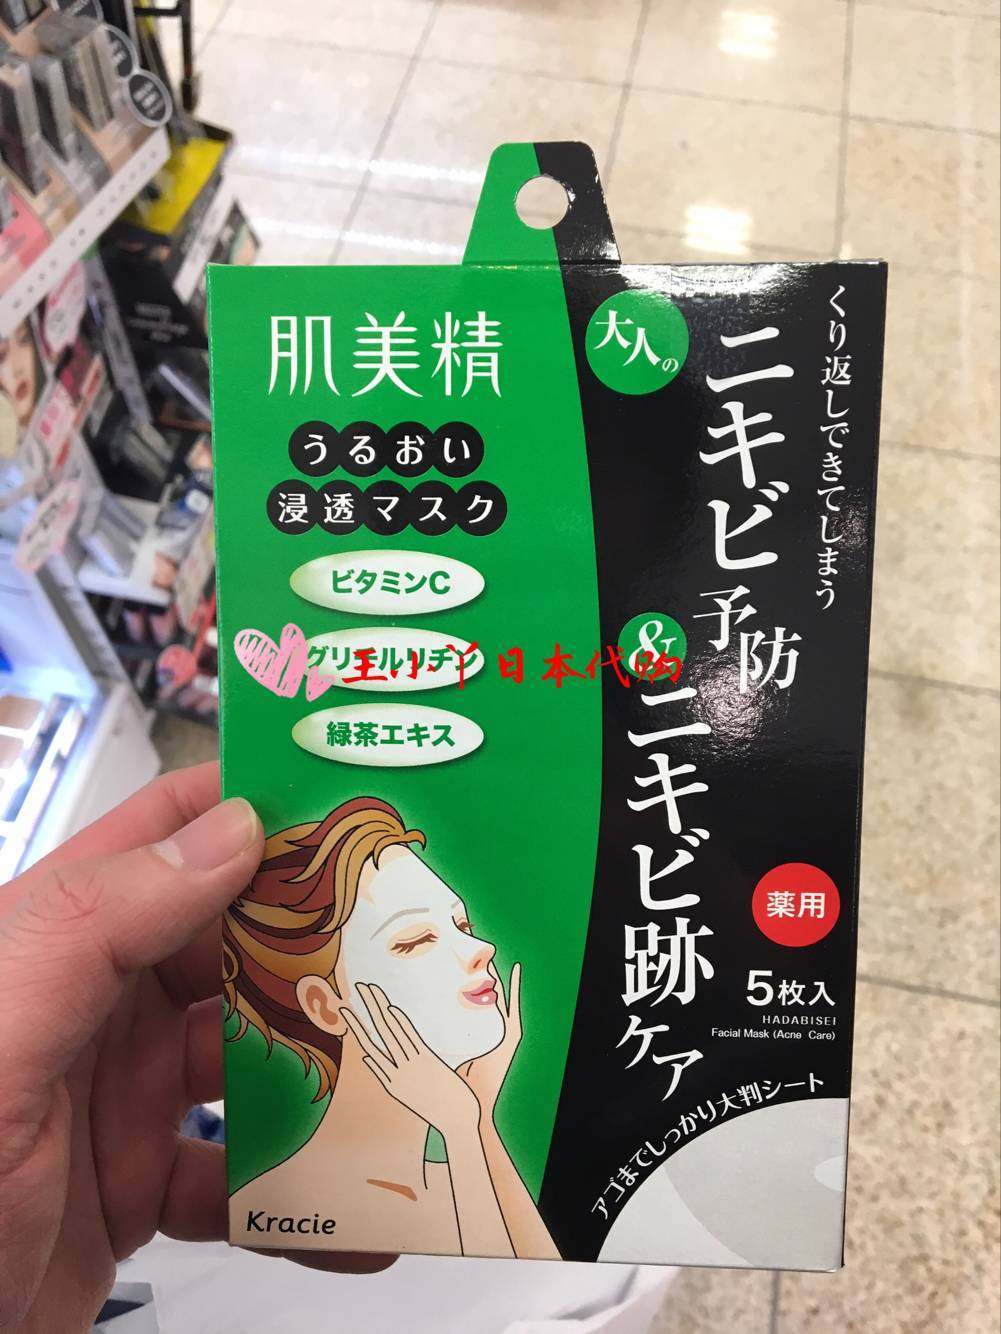 肌美精
うるおい
浸透マスク
ビタミンC
グリチルリチン
緑茶エキス
王小丫日本代购
Kracie
くり返しできてしまう
大人の
ニキビ予防
&
ニキビ跡ケア
薬用
5枚入
HADABISEI
Facial Mask (Acne Care)
アゴまでしっかり大判シート